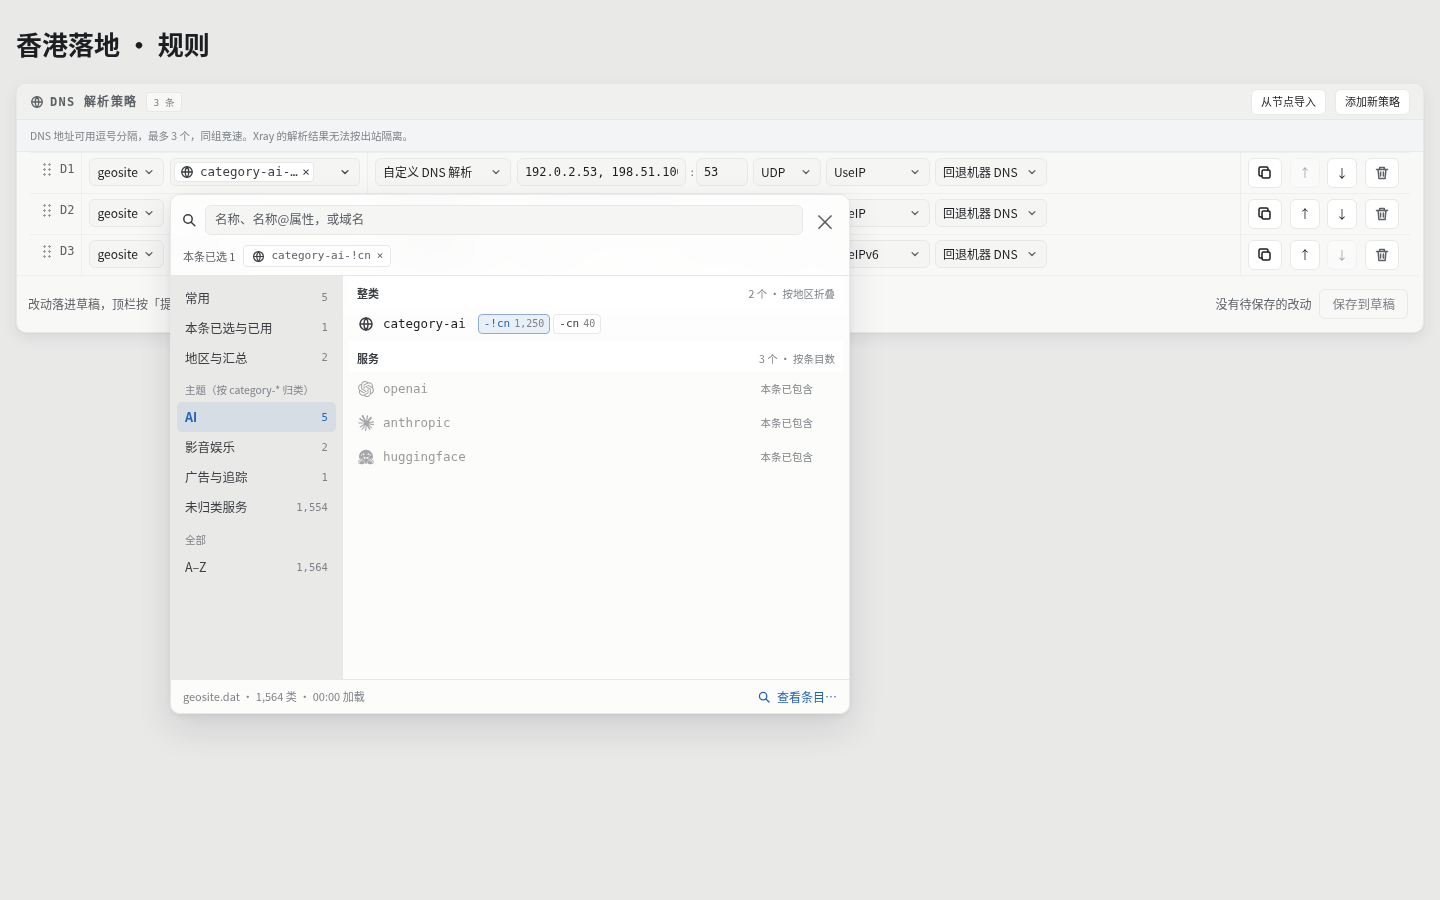 香港落地 · 规则
DNS 解析策略 3 条 从节点导入 添加新策略
DNS 地址可用逗号分隔，最多 3 个，同组竞速。Xray 的解析结果无法按出站隔离。
D1 geosite category-ai-… × 自定义 DNS 解析 192.0.2.53, 198.51.10 : 53 UDP UseIP 回退机器 DNS
D2 geosite eIP 回退机器 DNS
D3 geosite eIPv6 回退机器 DNS
改动落进草稿，顶栏按「提 没有待保存的改动 保存到草稿
名称、名称@属性，或域名
本条已选 1 category-ai-!cn ×
常用 5
本条已选与已用 1
地区与汇总 2
主题（按 category-* 归类）
AI 5
影音娱乐 2
广告与追踪 1
未归类服务 1,554
全部
A–Z 1,564
整类 2 个 · 按地区折叠
category-ai -!cn 1,250 -cn 40
服务 3 个 · 按条目数
openai 本条已包含
anthropic 本条已包含
huggingface 本条已包含
geosite.dat · 1,564 类 · 00:00 加载 查看条目…